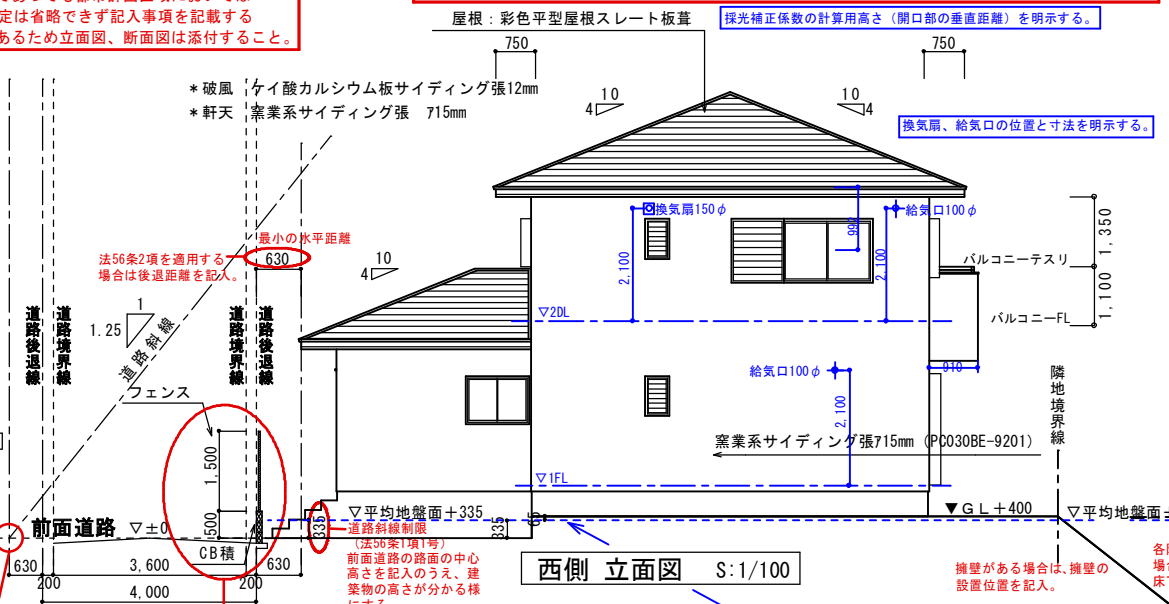 定は省略できず記入事項を記載する
あるため立面図、断面図は添付すること。
屋根：彩色平型屋根スレート板葺
採光補正係数の計算用高さ（開口部の垂直距離）を明示する。
750
750
＊破風　ケイ酸カルシウム板サイディング張12mm
＊軒天　窯業系サイディング張　ｱ15mm
10
4
10
4
換気扇、給気口の位置と寸法を明示する。
換気扇150φ
給気口100φ
最小の水平距離
630
法56条2項を適用する
場合は後退距離を記入。
10
4
990
2,100
2,100
1,350
バルコニーテスリ
1,100
バルコニーFL
▽2DL
道路後退線
道路境界線
1
1.25
道路斜線
道路境界線
道路後退線
給気口100φ
910
隣地境界線
フェンス
2,100
1,500
窯業系サイディング張ｱ15mm（PC030BE-9201）
▽1FL
500
前面道路
▽±0
CB積
335
▽平均地盤面+335
335
65
▼GL+400
▽平均地盤面±
道路斜線制限
（法56条1項1号）
前面道路の路面の中心
高さを記入のうえ、建
築物の高さが分かる様
にする
630
200
3,600
200
630
4,000
西側 立面図　S:1/100
擁壁がある場合は、擁壁の
設置位置を記入。
各
場
床